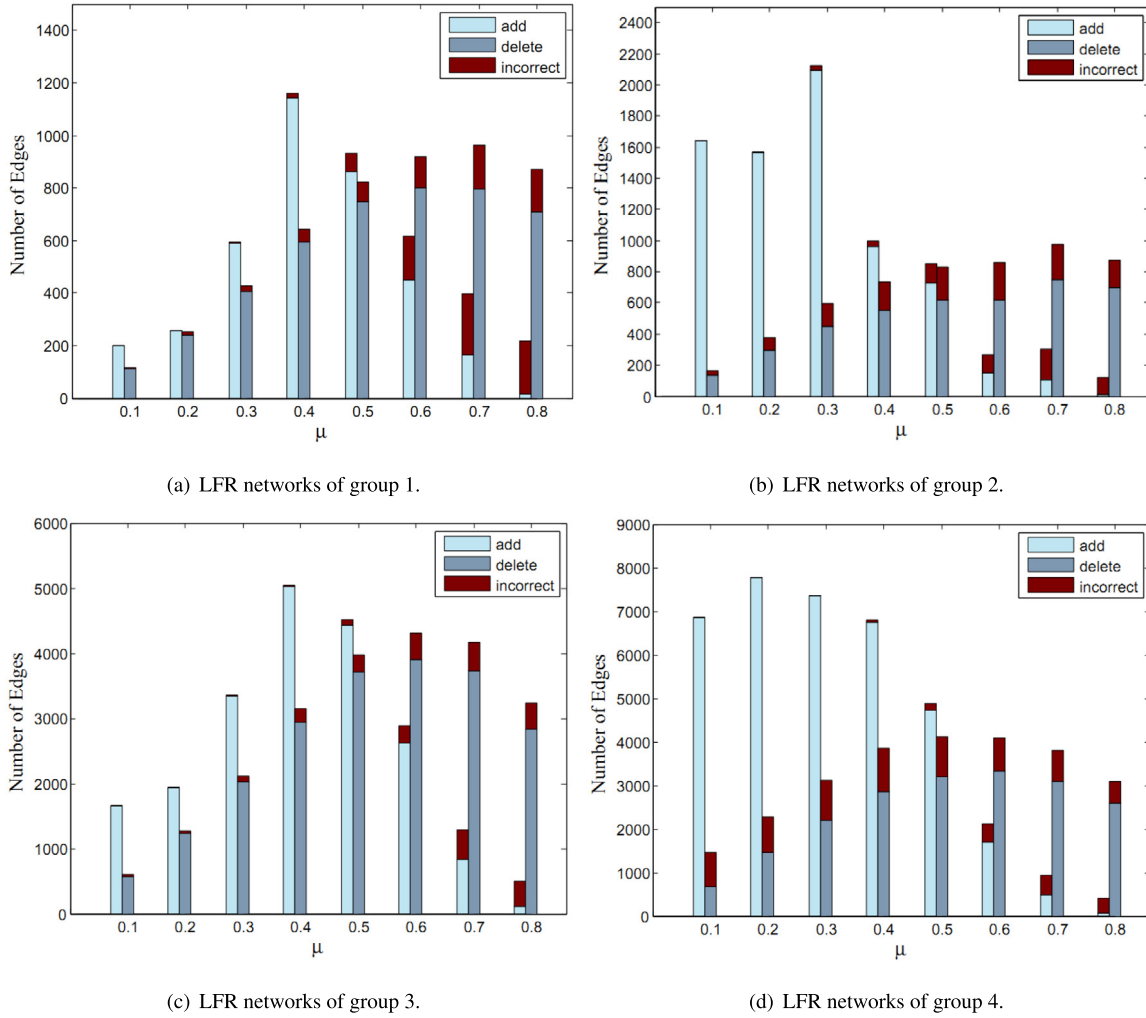 1400
1200
1000
800
600
400
200
0
Number of Edges
add
delete
incorrect
0.1 0.2 0.3 0.4 0.5 0.6 0.7 0.8
μ
(a) LFR networks of group 1.
2400
2200
2000
1800
1600
1400
1200
1000
800
600
400
200
0
Number of Edges
add
delete
incorrect
0.1 0.2 0.3 0.4 0.5 0.6 0.7 0.8
μ
(b) LFR networks of group 2.
6000
5000
4000
3000
2000
1000
0
Number of Edges
add
delete
incorrect
0.1 0.2 0.3 0.4 0.5 0.6 0.7 0.8
μ
(c) LFR networks of group 3.
9000
8000
7000
6000
5000
4000
3000
2000
1000
0
Number of Edges
add
delete
incorrect
0.1 0.2 0.3 0.4 0.5 0.6 0.7 0.8
μ
(d) LFR networks of group 4.